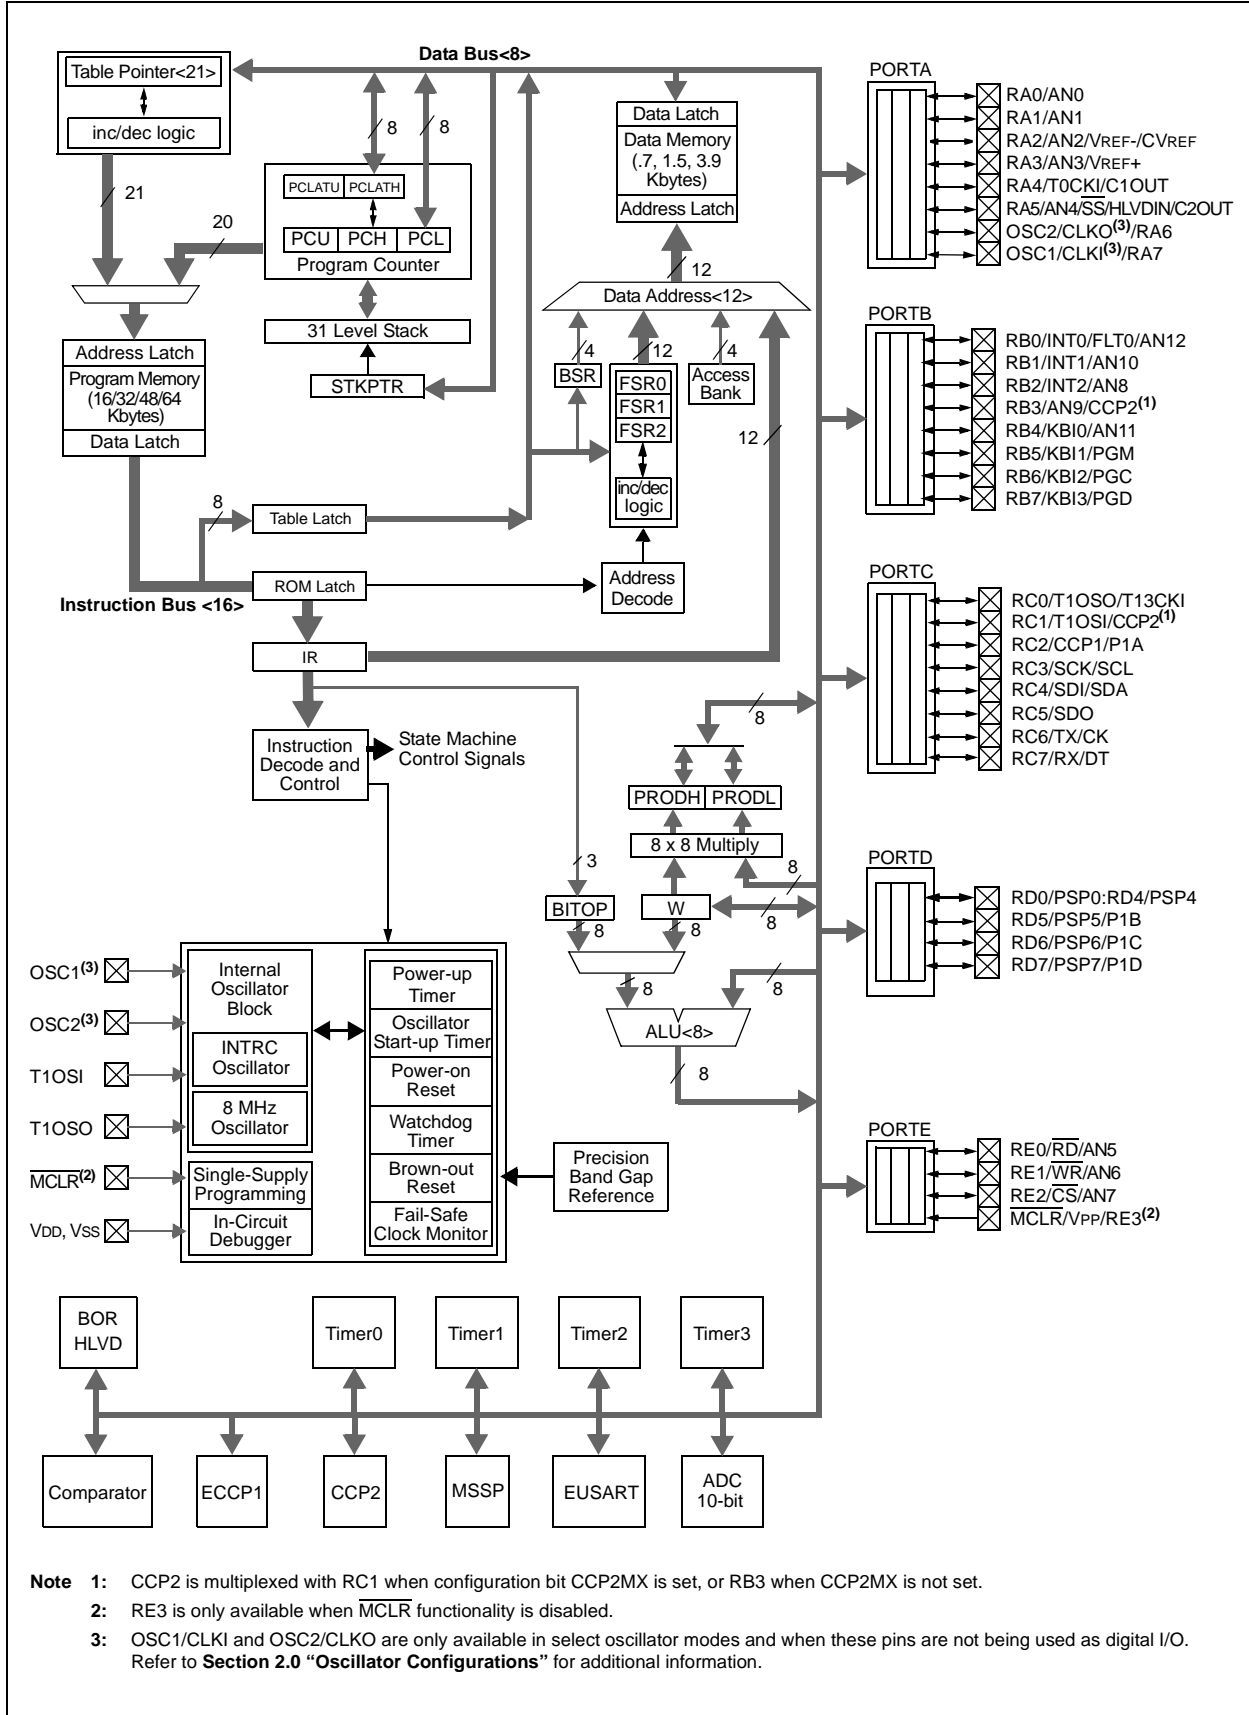 Data Bus<8>
Table Pointer<21>
inc/dec logic
21
20
8
8
PCLATU PCLATH
PCU PCH PCL
Program Counter
31 Level Stack
STKPTR
Address Latch
Program Memory
(16/32/48/64
Kbytes)
Data Latch
8
Table Latch
ROM Latch
Instruction Bus <16>
IR
Instruction
Decode and
Control
State Machine
Control Signals
Data Latch
Data Memory
(.7, 1.5, 3.9
Kbytes)
Address Latch
12
Data Address<12>
4
12
4
BSR
FSR0
FSR1
FSR2
inc/dec
logic
Access
Bank
12
Address
Decode
8
PRODH PRODL
8 x 8 Multiply
3
8
BITOP
W
8
8
8
8
8
ALU<8>
8
OSC1(3)
OSC2(3)
T1OSI
T1OSO
MCLR(2)
VDD, VSS
Internal
Oscillator
Block
INTRC
Oscillator
8 MHz
Oscillator
Single-Supply
Programming
In-Circuit
Debugger
Power-up
Timer
Oscillator
Start-up Timer
Power-on
Reset
Watchdog
Timer
Brown-out
Reset
Fail-Safe
Clock Monitor
Precision
Band Gap
Reference
PORTA
RA0/AN0
RA1/AN1
RA2/AN2/VREF-/CVREF
RA3/AN3/VREF+
RA4/T0CKI/C1OUT
RA5/AN4/SS/HLVDIN/C2OUT
OSC2/CLKO(3)/RA6
OSC1/CLKI(3)/RA7
PORTB
RB0/INT0/FLT0/AN12
RB1/INT1/AN10
RB2/INT2/AN8
RB3/AN9/CCP2(1)
RB4/KBI0/AN11
RB5/KBI1/PGM
RB6/KBI2/PGC
RB7/KBI3/PGD
PORTC
RC0/T1OSO/T13CKI
RC1/T1OSI/CCP2(1)
RC2/CCP1/P1A
RC3/SCK/SCL
RC4/SDI/SDA
RC5/SDO
RC6/TX/CK
RC7/RX/DT
PORTD
RD0/PSP0:RD4/PSP4
RD5/PSP5/P1B
RD6/PSP6/P1C
RD7/PSP7/P1D
PORTE
RE0/RD/AN5
RE1/WR/AN6
RE2/CS/AN7
MCLR/VPP/RE3(2)
BOR
HLVD
Timer0
Timer1
Timer2
Timer3
Comparator
ECCP1
CCP2
MSSP
EUSART
ADC
10-bit
Note 1: CCP2 is multiplexed with RC1 when configuration bit CCP2MX is set, or RB3 when CCP2MX is not set.
2: RE3 is only available when MCLR functionality is disabled.
3: OSC1/CLKI and OSC2/CLKO are only available in select oscillator modes and when these pins are not being used as digital I/O.
Refer to Section 2.0 “Oscillator Configurations” for additional information.